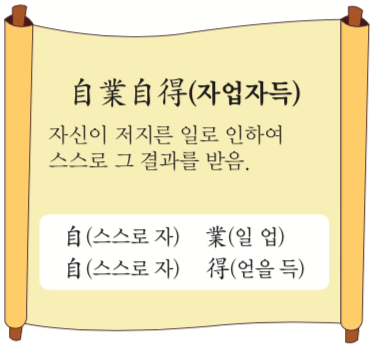 自業自得(자업자득)
자신이 저지른 일로 인하여
스스로 그 결과를 받음.
自(스스로 자) 業(일 업)
自(스스로 자) 得(얻을 득)